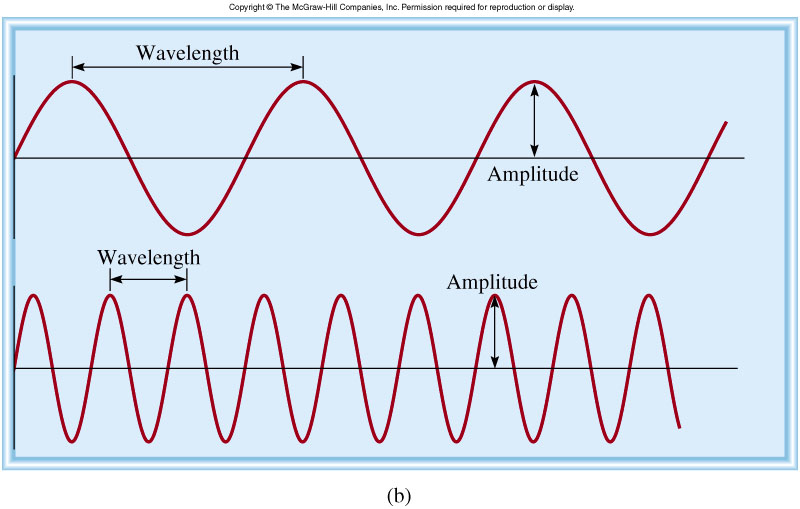 Copyright © The McGraw-Hill Companies, Inc. Permission required for reproduction or display.
Wavelength
Amplitude
Wavelength
Amplitude
(b)